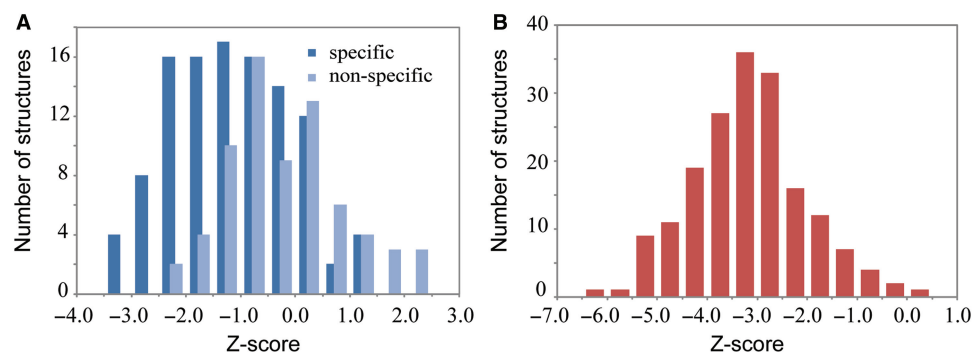 A
Number of structures
16
12
8
4
0
specific
non-specific
−4.0 −3.0 −2.0 −1.0 0.0 1.0 2.0 3.0
Z-score
B
Number of structures
40
30
20
10
0
−7.0 −6.0 −5.0 −4.0 −3.0 −2.0 −1.0 0.0 1.0
Z-score